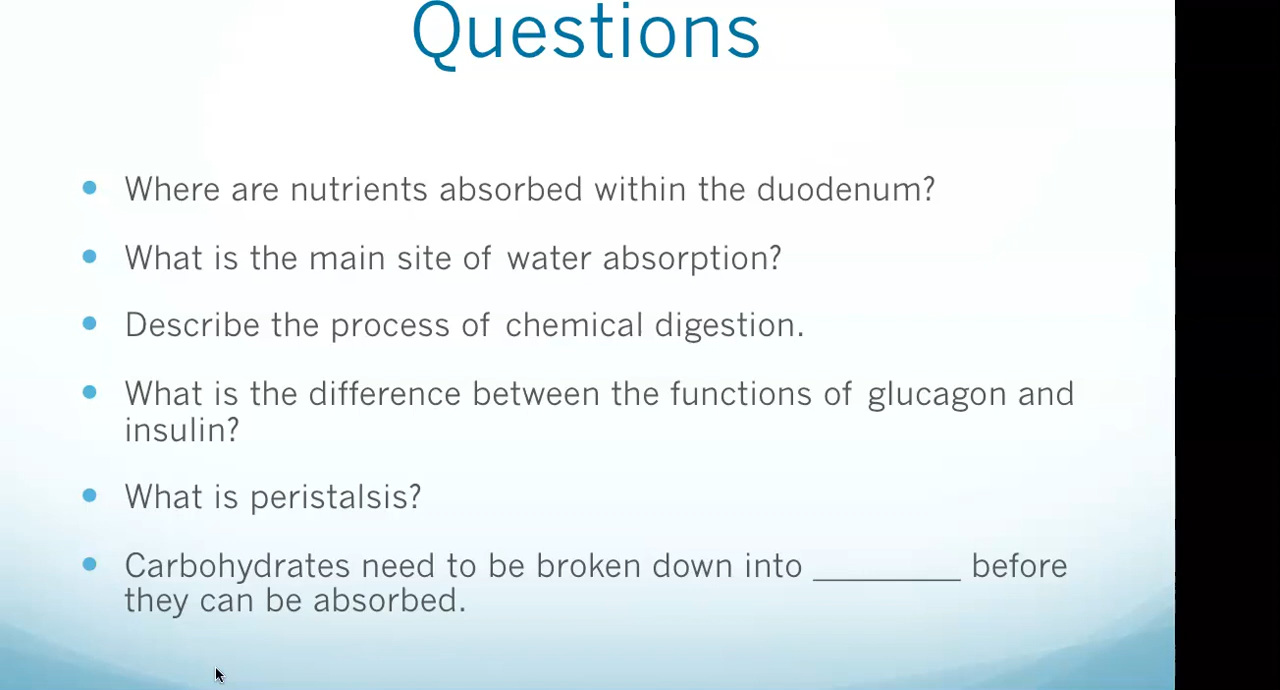 Questions
• Where are nutrients absorbed within the duodenum?
• What is the main site of water absorption?
• Describe the process of chemical digestion.
• What is the difference between the functions of glucagon and
insulin?
• What is peristalsis?
• Carbohydrates need to be broken down into _________ before
they can be absorbed.